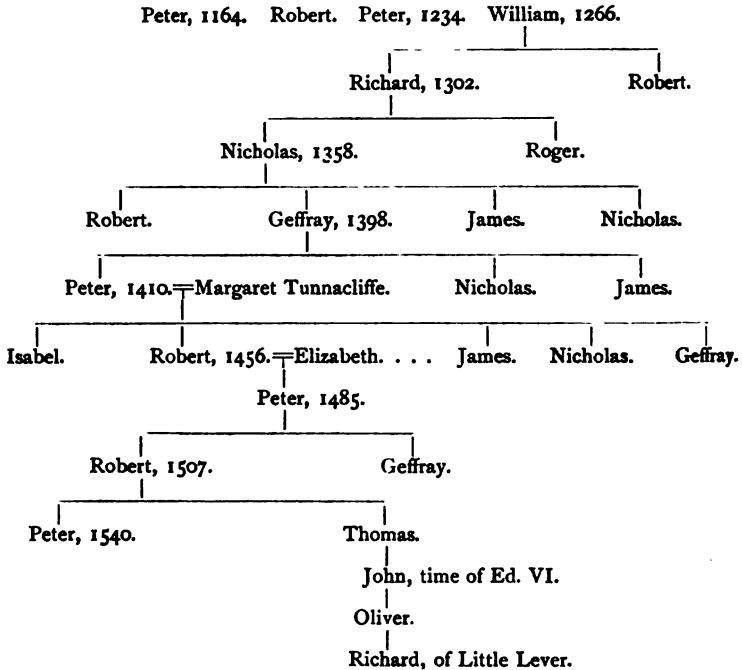 Peter, 1164. Robert. Peter, 1234. William, 1266.
Richard, 1302. Robert.
Nicholas, 1358. Roger.
Robert. Geffray, 1398. James. Nicholas.
Peter, 1410.=Margaret Tunnacliffe. Nicholas. James.
Isabel. Robert, 1456.=Elizabeth. . . . James. Nicholas. Geffray.
Peter, 1485.
Robert, 1507. Geffray.
Peter, 1540. Thomas.
John, time of Ed. VI.
Oliver.
Richard, of Little Lever.